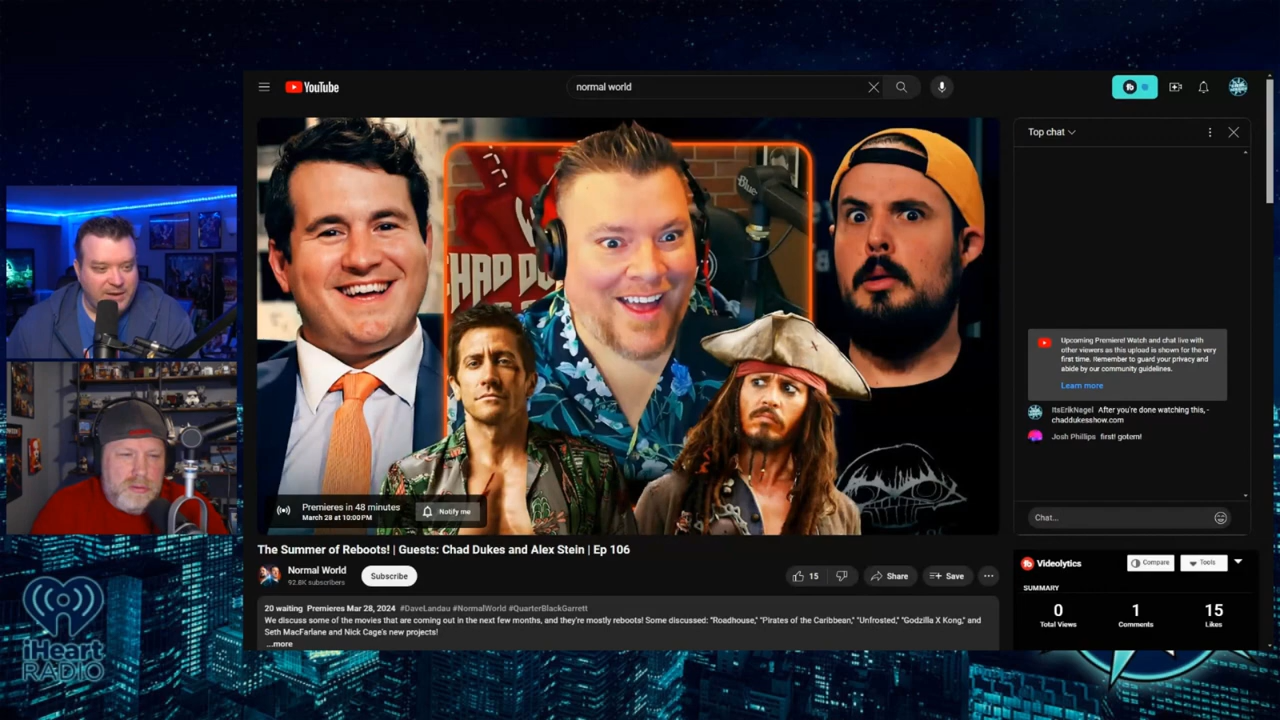 YouTube
normal world
Blue
HAD DU
Premieres in 48 minutes
March 28 at 10:00PM
Notify me
Top chat
Upcoming Premiere! Watch and chat live with
other viewers as this upload is shown for the very
first time. Remember to guard your privacy and
abide by our community guidelines.
Learn more
ItsErikNagel After you're done watching this, -
chaddukesshow.com
Josh Phillips first! gotem!
Chat...
The Summer of Reboots! | Guests: Chad Dukes and Alex Stein | Ep 106
Normal World
92.8K subscribers
Subscribe
15
Share
Save
20 waiting Premieres Mar 28, 2024 #DaveLandau #NormalWorld #QuarterBlackGarrett
We discuss some of the movies that are coming out in the next few months, and they're mostly reboots! Some discussed: "Roadhouse," "Pirates of the Caribbean," "Unfrosted," "Godzilla X Kong," and
Seth MacFarlane and Nick Cage's new projects!
...more
Videolytics
Compare
Tools
SUMMARY
0 1 15
Total Views Comments Likes
iHeart
RADIO